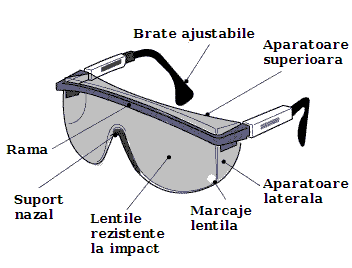 Brate ajustabile
Aparatoare
superioara
Rama
Suport
nazal
Lentile
rezistente
la impact
Marcaje
lentila
Aparatoare
laterala